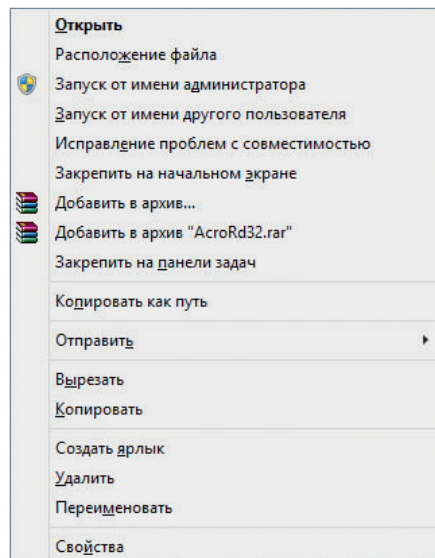 Открыть
Расположение файла
Запуск от имени администратора
Запуск от имени другого пользователя
Исправление проблем с совместимостью
Закрепить на начальном экране
Добавить в архив...
Добавить в архив "AcroRd32.rar"
Закрепить на панели задач
Копировать как путь
Отправить
Вырезать
Копировать
Создать ярлык
Удалить
Переименовать
Свойства